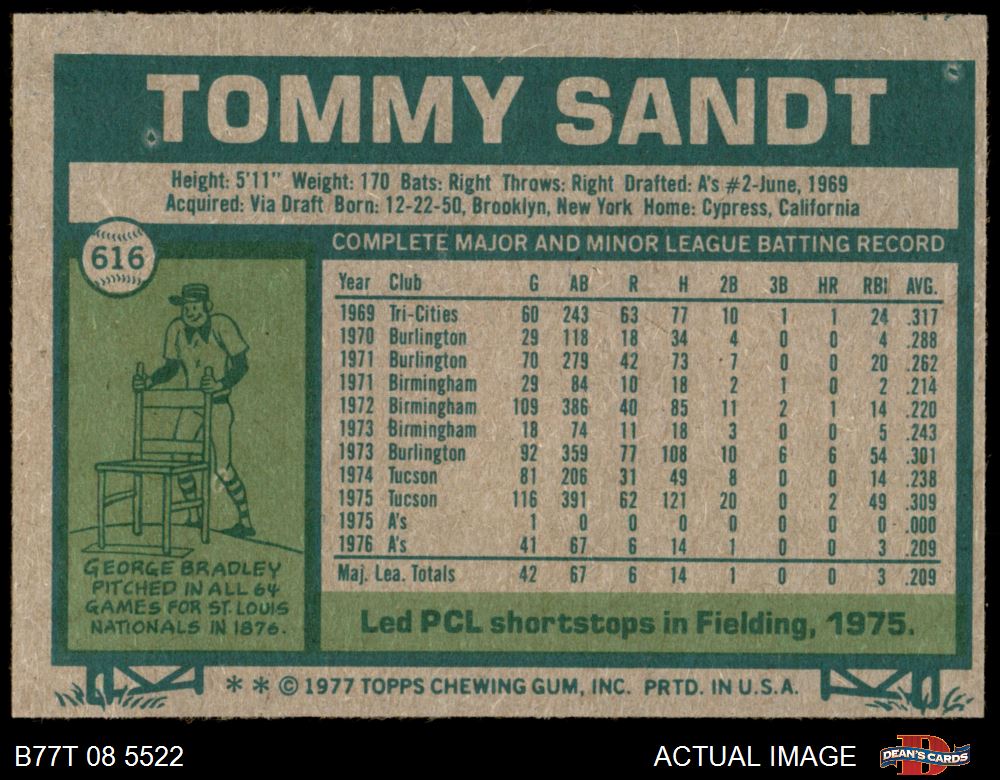 TOMMY SANDT
Height: 5'11" Weight: 170 Bats: Right Throws: Right Drafted: A's #2-June, 1969
Acquired: Via Draft Born: 12-22-50, Brooklyn, New York Home: Cypress, California
616
COMPLETE MAJOR AND MINOR LEAGUE BATTING RECORD
Year Club G AB R H 2B 3B HR RBI AVG.
1969 Tri-Cities 60 243 63 77 10 1 1 24 .317
1970 Burlington 29 118 18 34 4 0 0 4 .288
1971 Burlington 70 279 42 73 7 0 0 20 .262
1971 Birmingham 29 84 10 18 2 1 0 2 .214
1972 Birmingham 109 386 40 85 11 2 1 14 .220
1973 Birmingham 18 74 11 18 3 0 0 5 .243
1973 Burlington 92 359 77 108 10 6 6 54 .301
1974 Tucson 81 206 31 49 8 0 0 14 .238
1975 Tucson 116 391 62 121 20 0 2 49 .309
1975 A's 1 0 0 0 0 0 0 0 .000
1976 A's 41 67 6 14 1 0 0 3 .209
Maj. Lea. Totals 42 67 6 14 1 0 0 3 .209
GEORGE BRADLEY
PITCHED IN ALL 64
GAMES FOR ST. LOUIS
NATIONALS IN 1876.
Led PCL shortstops in Fielding, 1975.
* * © 1977 TOPPS CHEWING GUM, INC. PRTD. IN U.S.A.
B77T 08 5522
ACTUAL IMAGE
D
DEAN'S CARDS